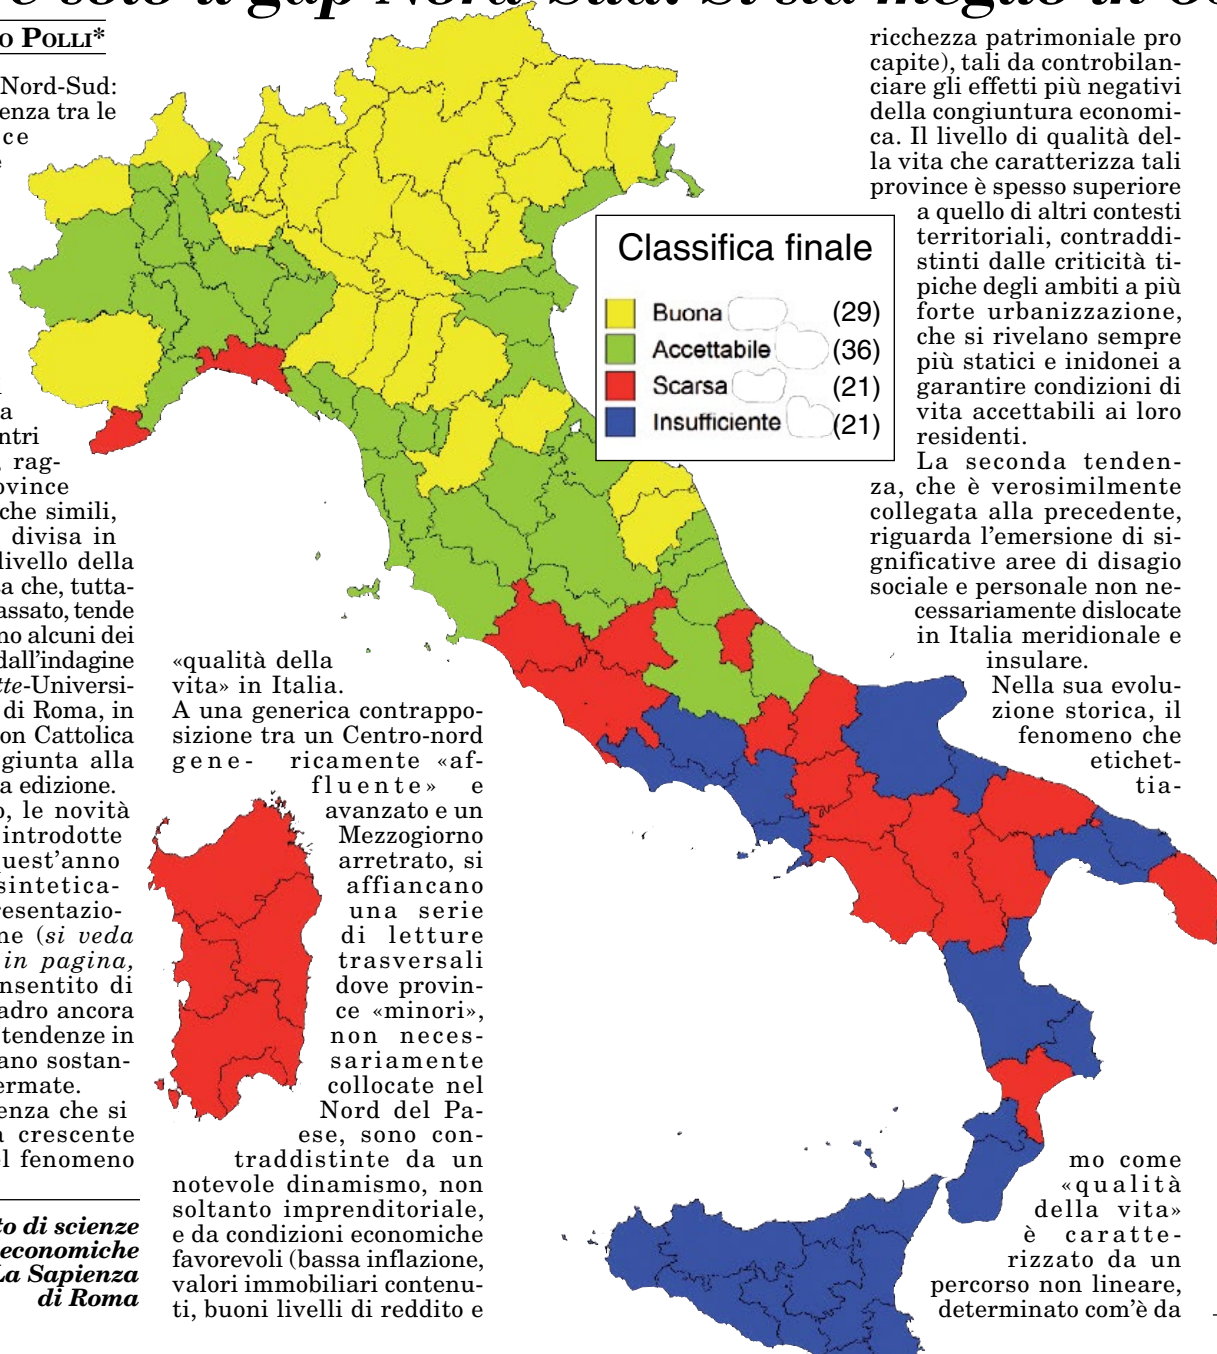 è solo il gap Nord-Sud. Si sta meglio in
O POLLI*
Nord-Sud:
enza tra le
ce
a
ntri
rag-
ovince
che simili,
divisa in
livello della
a che, tutta-
assato, tende
no alcuni dei
dall'indagine
tte-Universi-
di Roma, in
on Cattolica
giunta alla
a edizione.
o, le novità
introdotte
uest'anno
sintetica-
resentazio-
ne (si veda
in pagina,
nsentito di
adro ancora
tendenze in
ano sostan-
ermate.
enza che si
a crescente
el fenomeno
to di scienze
economiche
La Sapienza
di Roma
«qualità della
vita» in Italia.
A una generica contrappo-
sizione tra un Centro-nord
gene- ricamente «af-
fluente» e
avanzato e un
Mezzogiorno
arretrato, si
affiancano
una serie
di letture
trasversali
dove provin-
ce «minori»,
non neces-
sariamente
collocate nel
Nord del Pa-
ese, sono con-
traddistinte da un
notevole dinamismo, non
soltanto imprenditoriale,
e da condizioni economiche
favorevoli (bassa inflazione,
valori immobiliari contenu-
ti, buoni livelli di reddito e
ricchezza patrimoniale pro
capite), tali da controbilan-
ciare gli effetti più negativi
della congiuntura economi-
ca. Il livello di qualità del-
la vita che caratterizza tali
province è spesso superiore
a quello di altri contesti
territoriali, contraddi-
stinti dalle criticità ti-
piche degli ambiti a più
forte urbanizzazione,
che si rivelano sempre
più statici e inidonei a
garantire condizioni di
vita accettabili ai loro
residenti.
La seconda tenden-
za, che è verosimilmente
collegata alla precedente,
riguarda l'emersione di si-
gnificative aree di disagio
sociale e personale non ne-
cessariamente dislocate
in Italia meridionale e
insulare.
Nella sua evolu-
zione storica, il
fenomeno che
etichet-
tia-
mo come
«qualità
della vita»
è caratte-
rizzato da un
percorso non lineare,
determinato com'è da
Classifica finale
Buona (29)
Accettabile (36)
Scarsa (21)
Insufficiente (21)